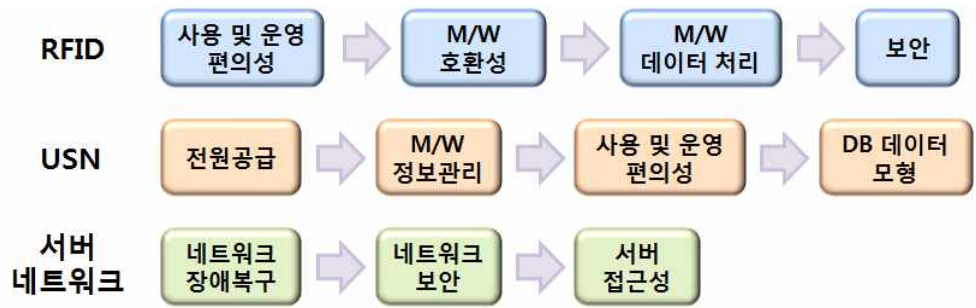 RFID
사용 및 운영
편의성
M/W
호환성
M/W
데이터 처리
보안
USN
전원공급
M/W
정보관리
사용 및 운영
편의성
DB 데이터
모형
서버
네트워크
네트워크
장애복구
네트워크
보안
서버
접근성